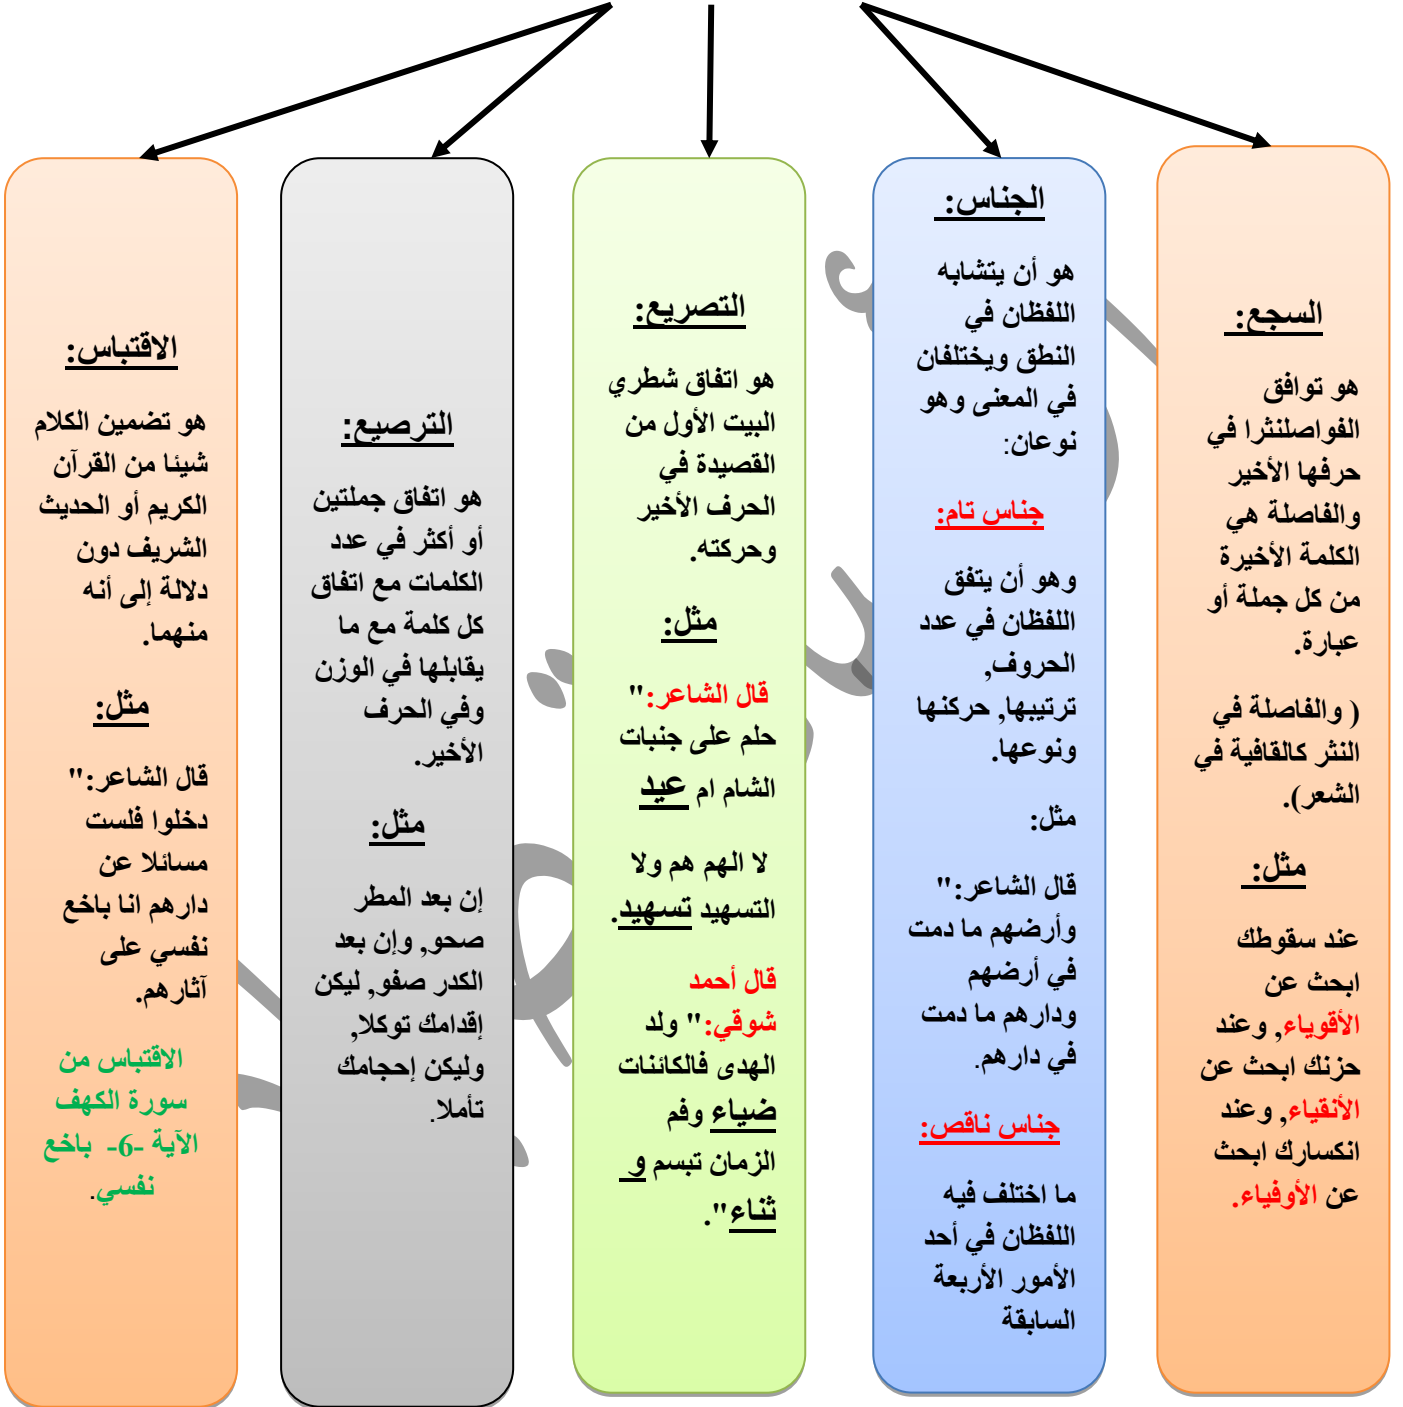 السجع:
هو توافق
الفواصلنثرا في
حرفها الأخير
والفاصلة هي
الكلمة الأخيرة
من كل جملة أو
عبارة.
( والفاصلة في
النثر كالقافية في
الشعر).
مثل:
عند سقوطك
ابحث عن
الأقوياء, وعند
حزنك ابحث عن
الأنقياء, وعند
انكسارك ابحث
عن الأوفياء.
الجناس:
هو أن يتشابه
اللفظان في
النطق ويختلفان
في المعنى وهو
نوعان:
جناس تام:
وهو أن يتفق
اللفظان في عدد
الحروف,
ترتيبها, حركنها
ونوعها.
مثل:
قال الشاعر:"
وأرضهم ما دمت
في أرضهم
ودارهم ما دمت
في دارهم.
جناس ناقص:
ما اختلف فيه
اللفظان في أحد
الأمور الأربعة
السابقة
التصريع:
هو اتفاق شطري
البيت الأول من
القصيدة في
الحرف الأخير
وحركته.
مثل:
قال الشاعر:"
حلم على جنبات
الشام ام عيد
لا الهم هم ولا
التسهيد تسهيد.
قال أحمد
شوقي:" ولد
الهدى فالكائنات
ضياء وفم
الزمان تبسم و
ثناء".
الترصيع:
هو اتفاق جملتين
أو أكثر في عدد
الكلمات مع اتفاق
كل كلمة مع ما
يقابلها في الوزن
وفي الحرف
الأخير.
مثل:
إن بعد المطر
صحو, وإن بعد
الكدر صفو, ليكن
إقدامك توكلا,
وليكن إحجامك
تأملا.
الاقتباس:
هو تضمين الكلام
شيئا من القرآن
الكريم أو الحديث
الشريف دون
دلالة إلى أنه
منهما.
مثل:
قال الشاعر:"
دخلوا فلست
مسائلا عن
دارهم انا باخع
نفسي على
آثارهم.
الاقتباس من
سورة الكهف
الآية -6- باخع
نفسي.